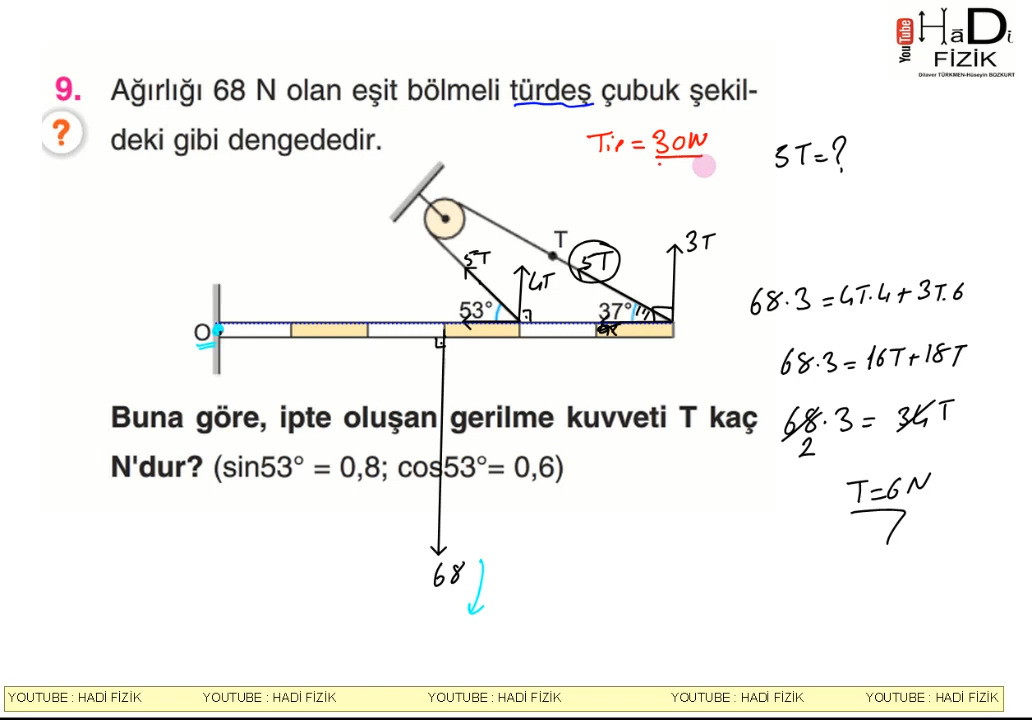 YouTube HāDi
FİZİK
Dilaver TÜRKMEN-Hüseyin BOZKURT
9. Ağırlığı 68 N olan eşit bölmeli türdeş çubuk şekil-
? deki gibi dengededir.
Tip = 30N
5T=?
T
5T
5T
4T
3T
53°
37°
O
68
68.3 = 4T.4 + 3T.6
68.3 = 16T + 18T
68.3 = 34T
2
T=6N
Buna göre, ipte oluşan gerilme kuvveti T kaç
N'dur? (sin53° = 0,8; cos53°= 0,6)
YOUTUBE : HADİ FİZİK YOUTUBE : HADİ FİZİK YOUTUBE : HADİ FİZİK YOUTUBE : HADİ FİZİK YOUTUBE : HADİ FİZİK